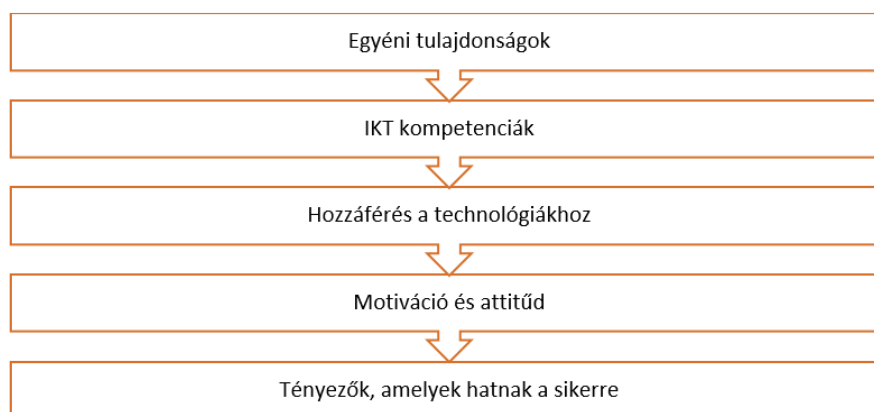 Egyéni tulajdonságok
IKT kompetenciák
Hozzáférés a technológiákhoz
Motiváció és attitűd
Tényezők, amelyek hatnak a sikerre